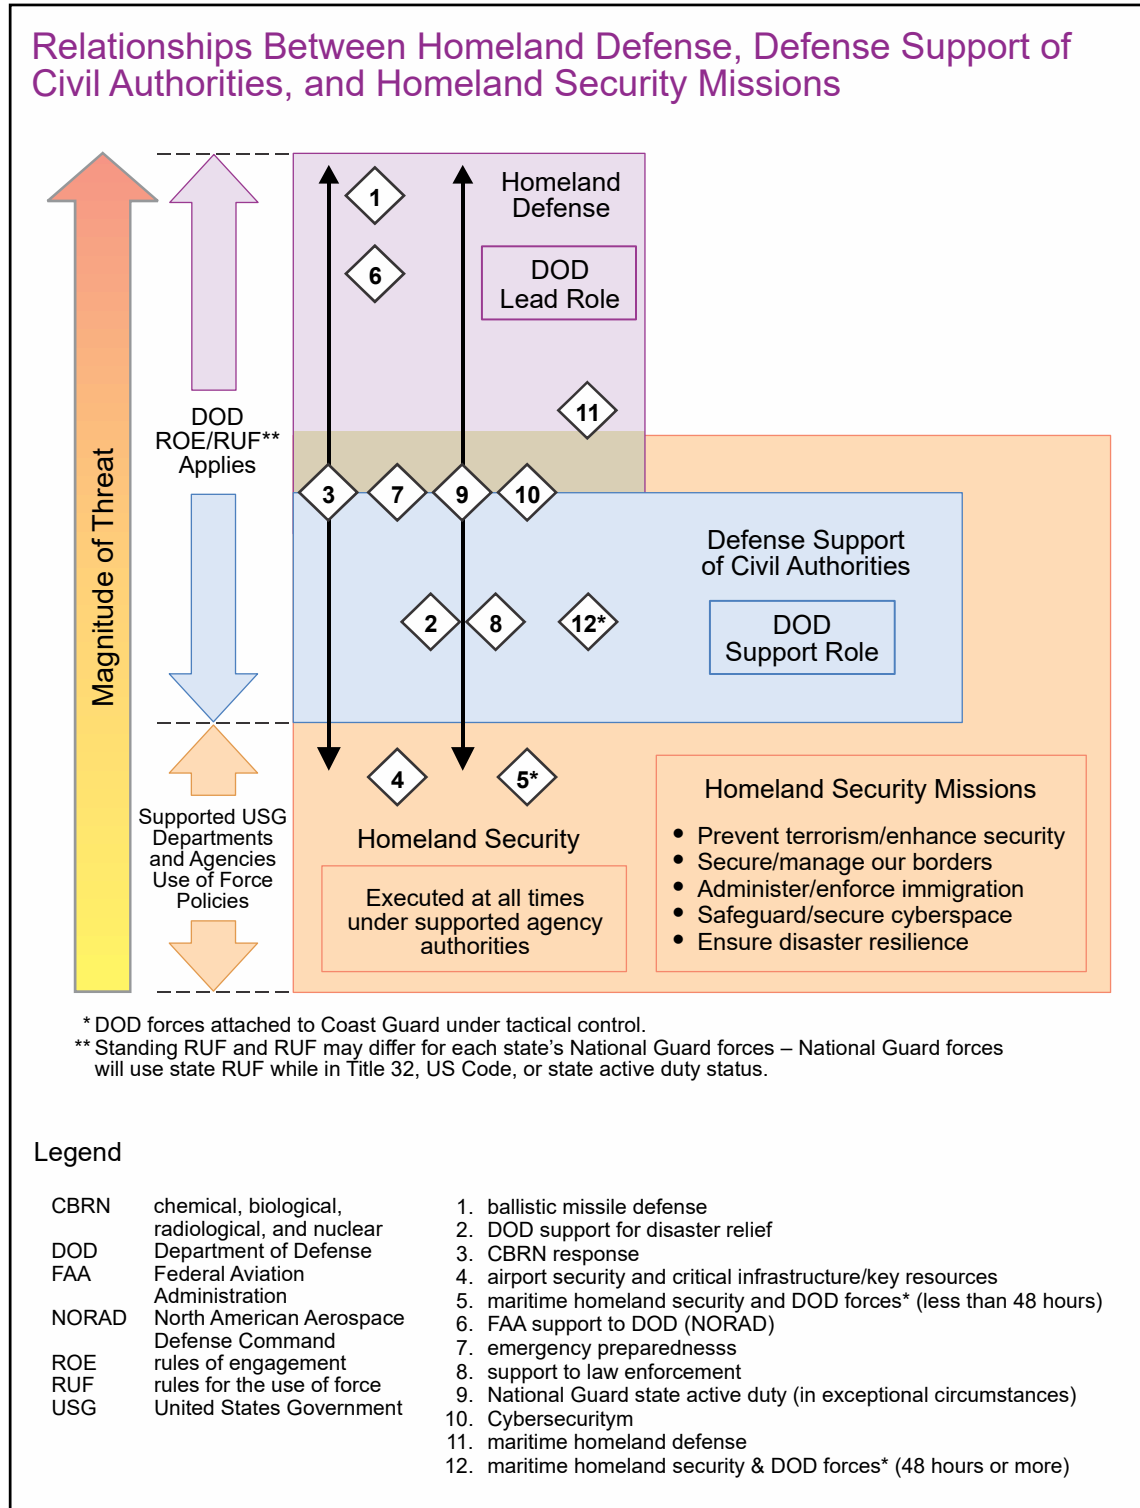 Relationships Between Homeland Defense, Defense Support of
Civil Authorities, and Homeland Security Missions
Magnitude of Threat
DOD
ROE/RUF**
Applies
Supported USG
Departments
and Agencies
Use of Force
Policies
1
Homeland
Defense
6
DOD
Lead Role
11
3
7
9
10
Defense Support
of Civil Authorities
2
8
12*
DOD
Support Role
4
5*
Homeland Security
Executed at all times
under supported agency
authorities
Homeland Security Missions
• Prevent terrorism/enhance security
• Secure/manage our borders
• Administer/enforce immigration
• Safeguard/secure cyberspace
• Ensure disaster resilience
* DOD forces attached to Coast Guard under tactical control.
** Standing RUF and RUF may differ for each state's National Guard forces – National Guard forces
will use state RUF while in Title 32, US Code, or state active duty status.
Legend
CBRN chemical, biological,
radiological, and nuclear
DOD Department of Defense
FAA Federal Aviation
Administration
NORAD North American Aerospace
Defense Command
ROE rules of engagement
RUF rules for the use of force
USG United States Government
1. ballistic missile defense
2. DOD support for disaster relief
3. CBRN response
4. airport security and critical infrastructure/key resources
5. maritime homeland security and DOD forces* (less than 48 hours)
6. FAA support to DOD (NORAD)
7. emergency preparednesss
8. support to law enforcement
9. National Guard state active duty (in exceptional circumstances)
10. Cybersecuritym
11. maritime homeland defense
12. maritime homeland security & DOD forces* (48 hours or more)